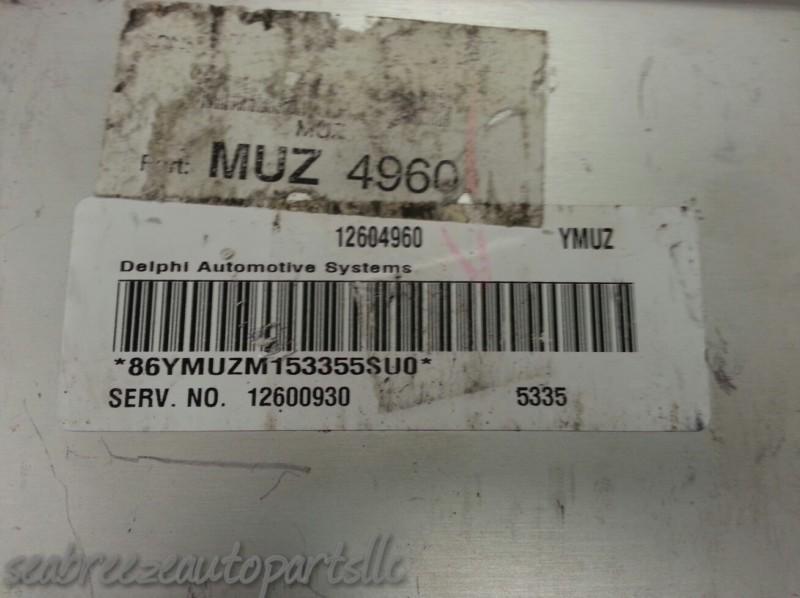 MUZ
Part: MUZ 4960
12604960 YMUZ
Delphi Automotive Systems
*86YMUZM153355SU0*
SERV. NO. 12600930 5335
seabreezeautopartsllc